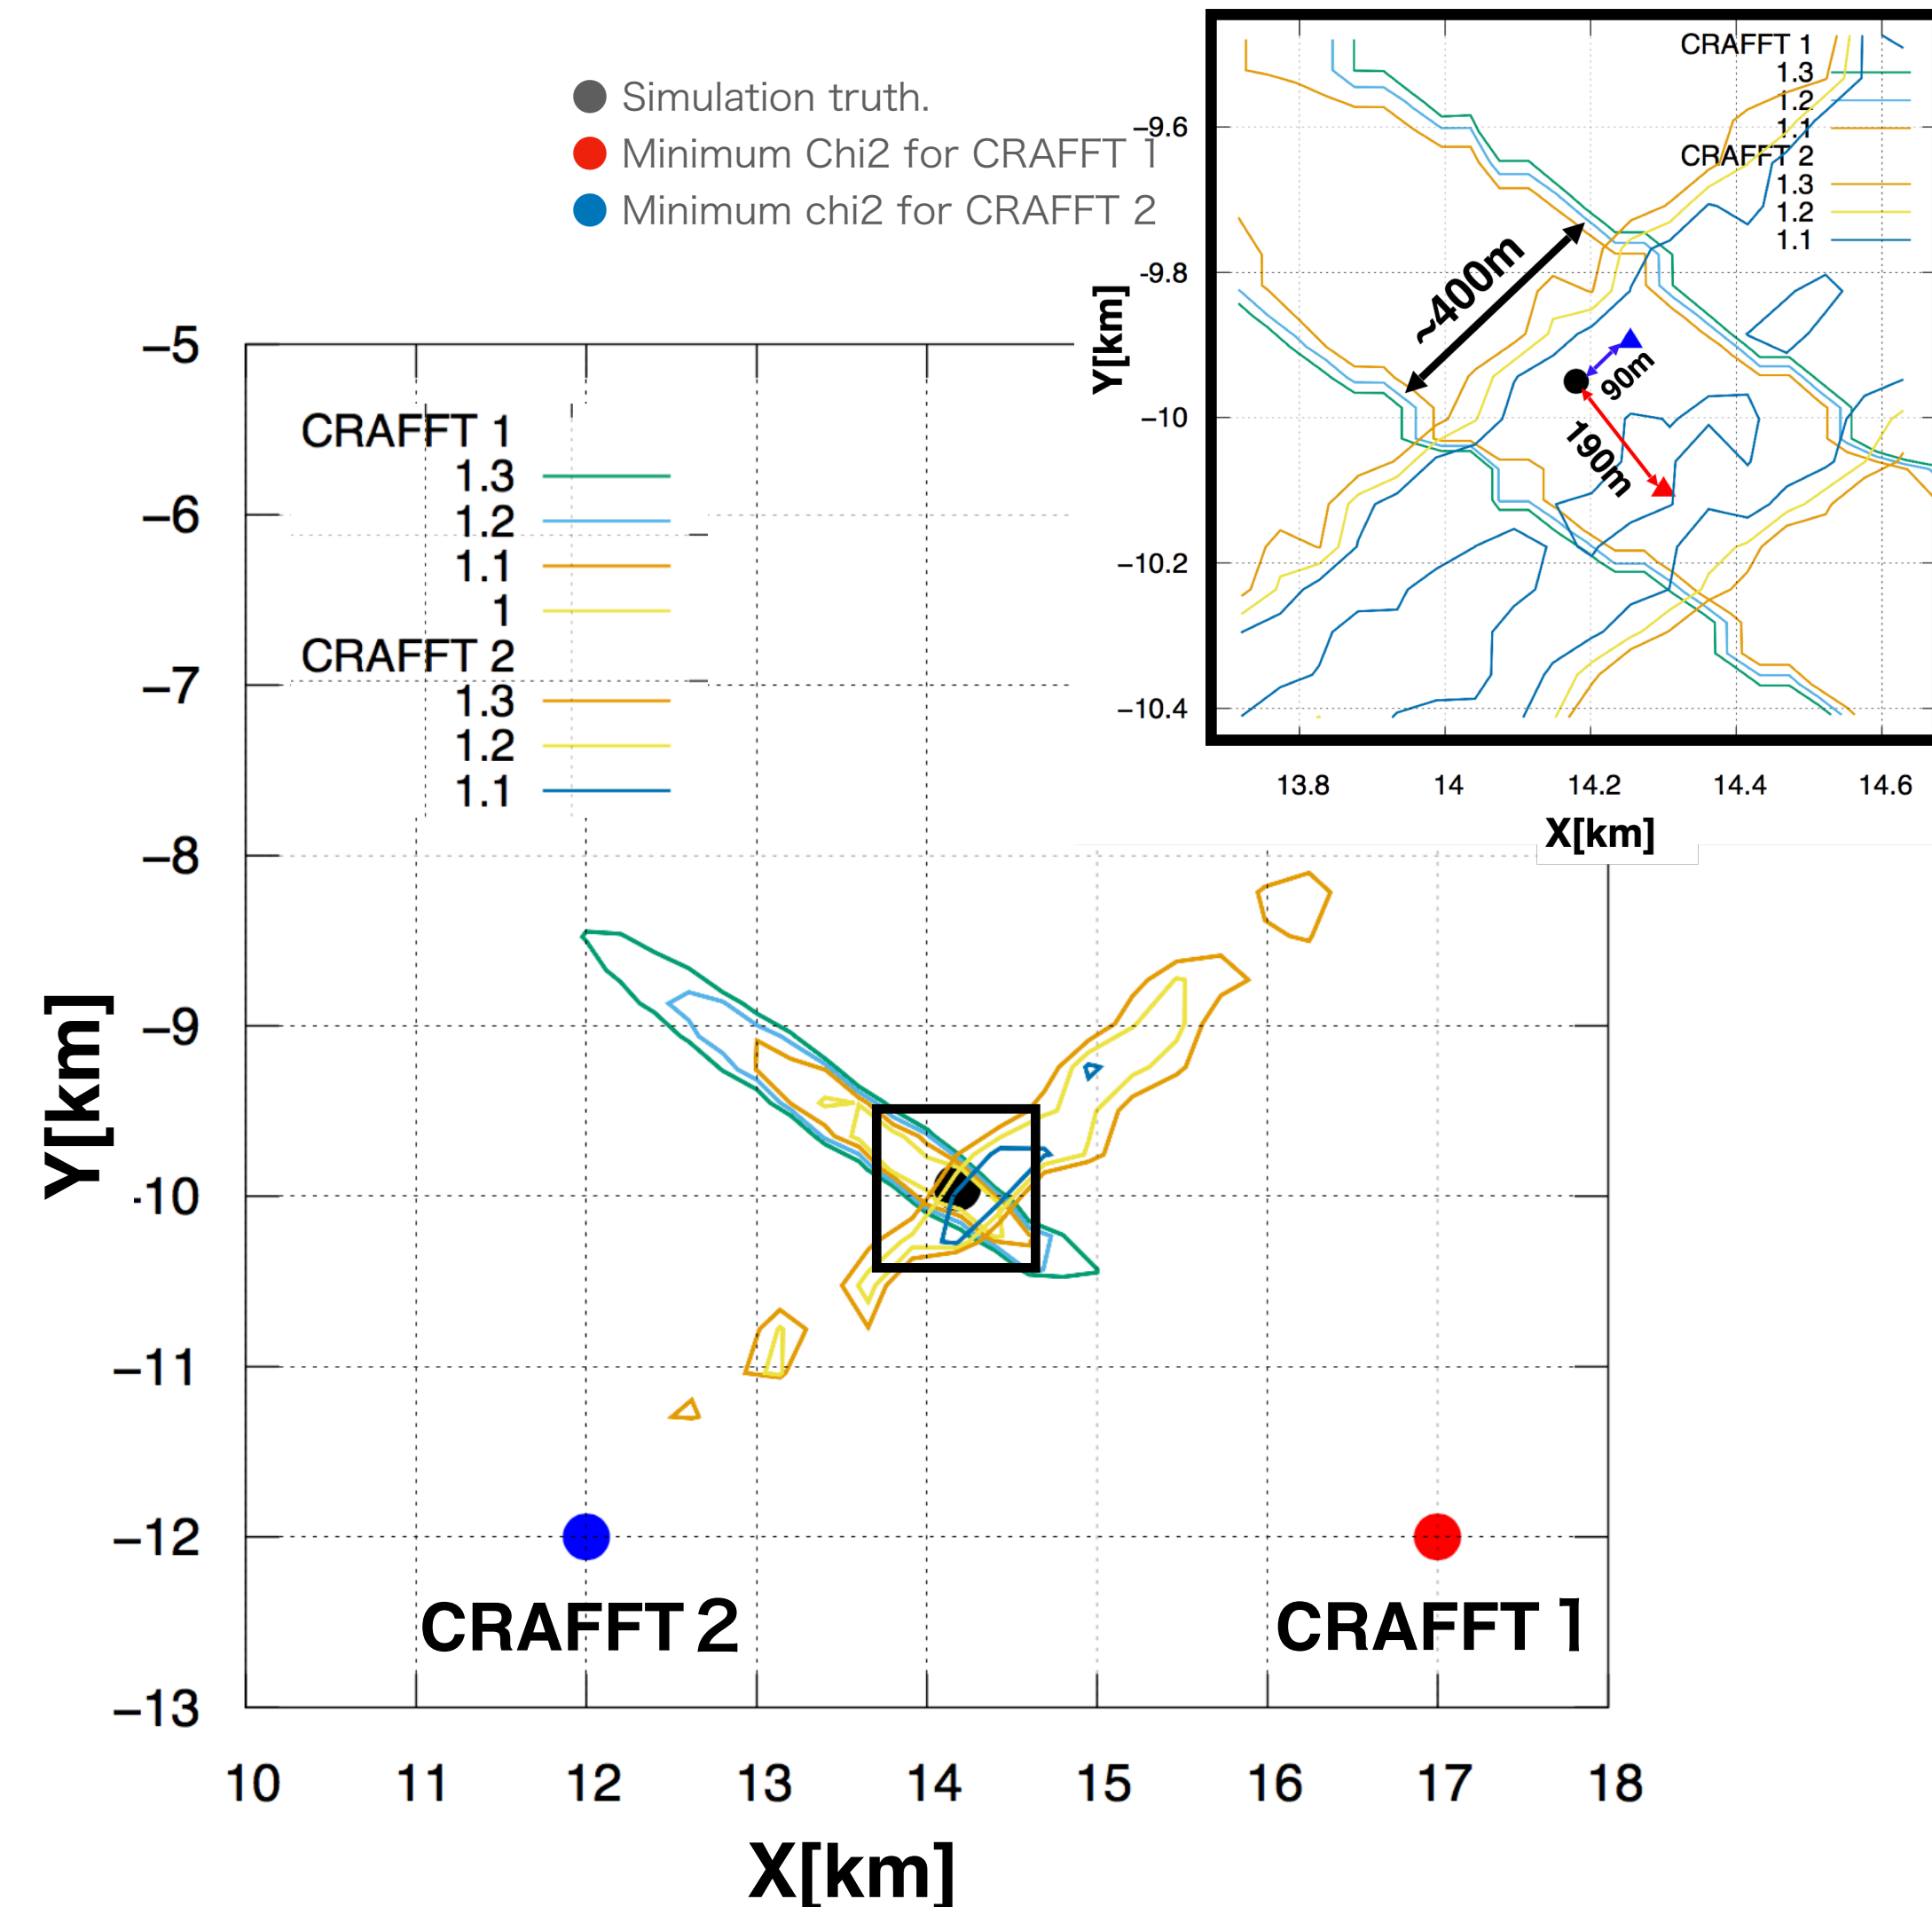 Simulation truth.
Minimum Chi2 for CRAFFT 1
Minimum chi2 for CRAFFT 2
CRAFFT 1
1.3
1.2
1.1
CRAFFT 2
1.3
1.2
1.1
−9.6
-9.8
−10
−10.2
−10.4
Y[km]
~400m
90m
190m
13.8 14 14.2 14.4 14.6
X[km]
CRAFFT 1
1.3
1.2
1.1
1
CRAFFT 2
1.3
1.2
1.1
−5
−6
−7
−8
−9
-10
−11
−12
−13
Y[km]
CRAFFT 2
CRAFFT 1
10 11 12 13 14 15 16 17 18
X[km]